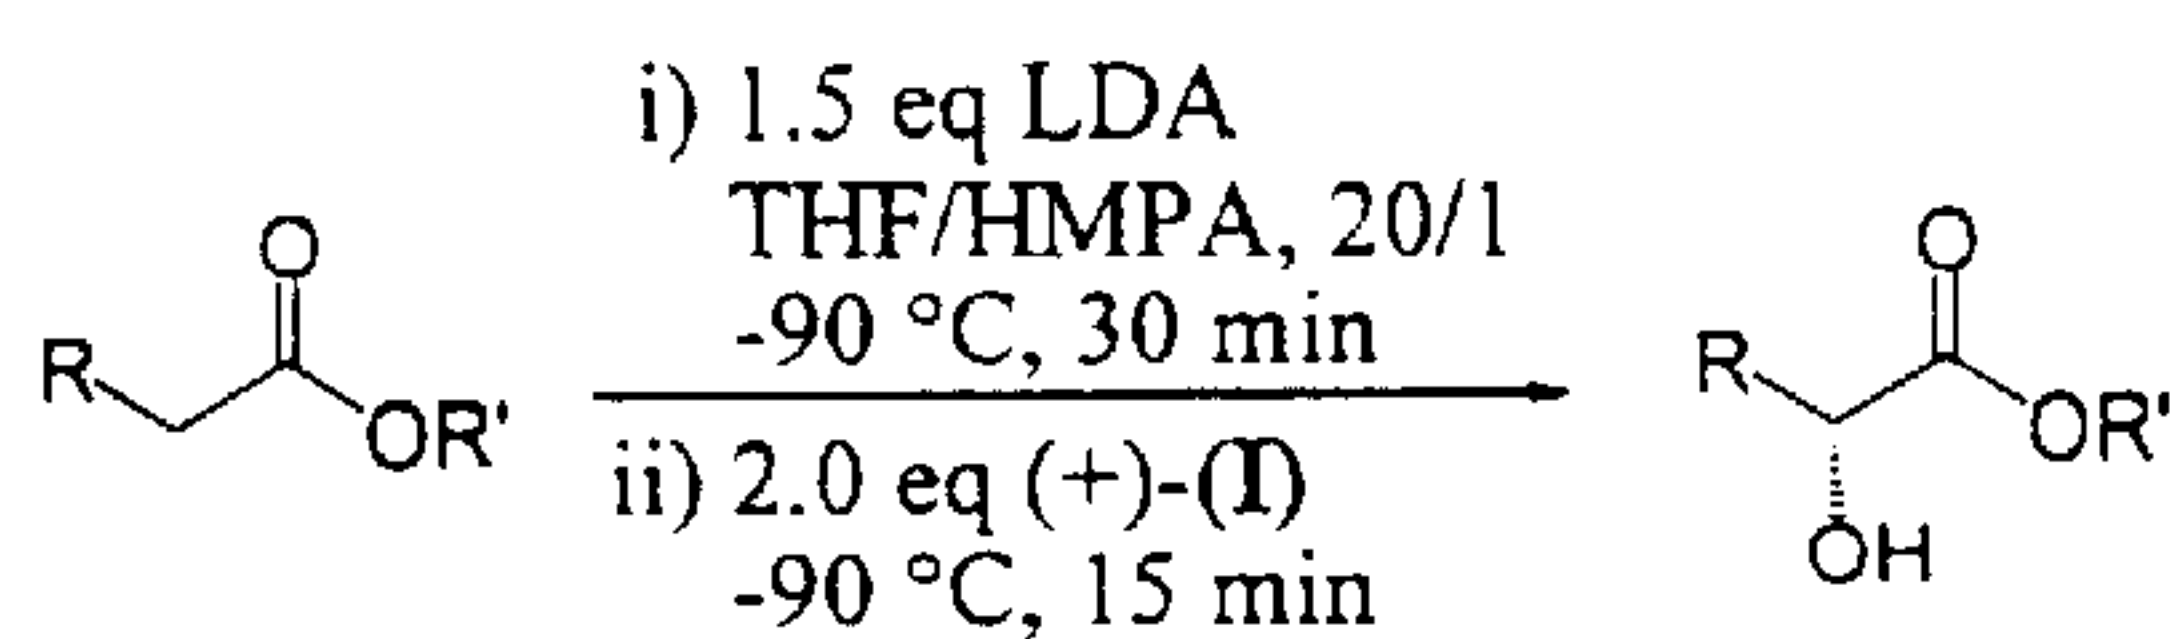 i) 1.5 eq LDA
THF/HMPA, 20/1
-90 °C, 30 min
ii) 2.0 eq (+)-(I)
-90 °C, 15 min
O
R
OR'
O
R
OR'
OH